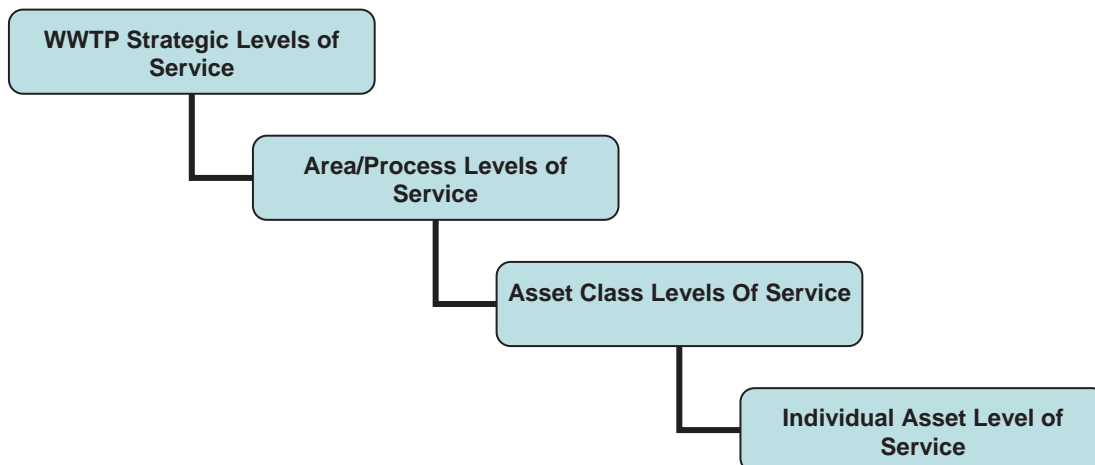 WWTP Strategic Levels of
Service
Area/Process Levels of
Service
Asset Class Levels Of Service
Individual Asset Level of
Service